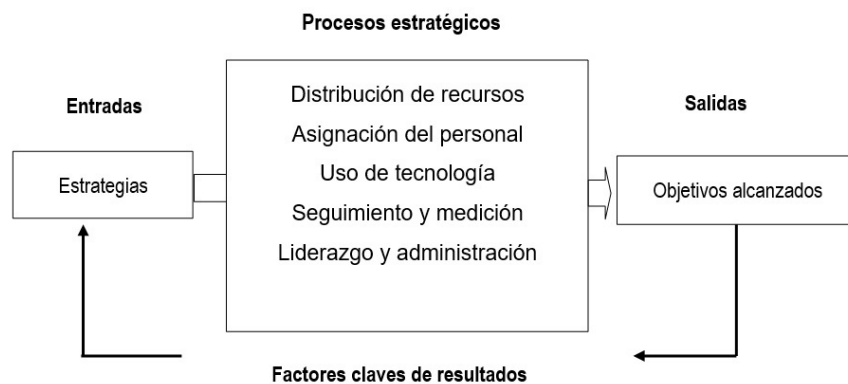 Procesos estratégicos
Entradas
Estrategias
Distribución de recursos
Asignación del personal
Uso de tecnología
Seguimiento y medición
Liderazgo y administración
Salidas
Objetivos alcanzados
Factores claves de resultados